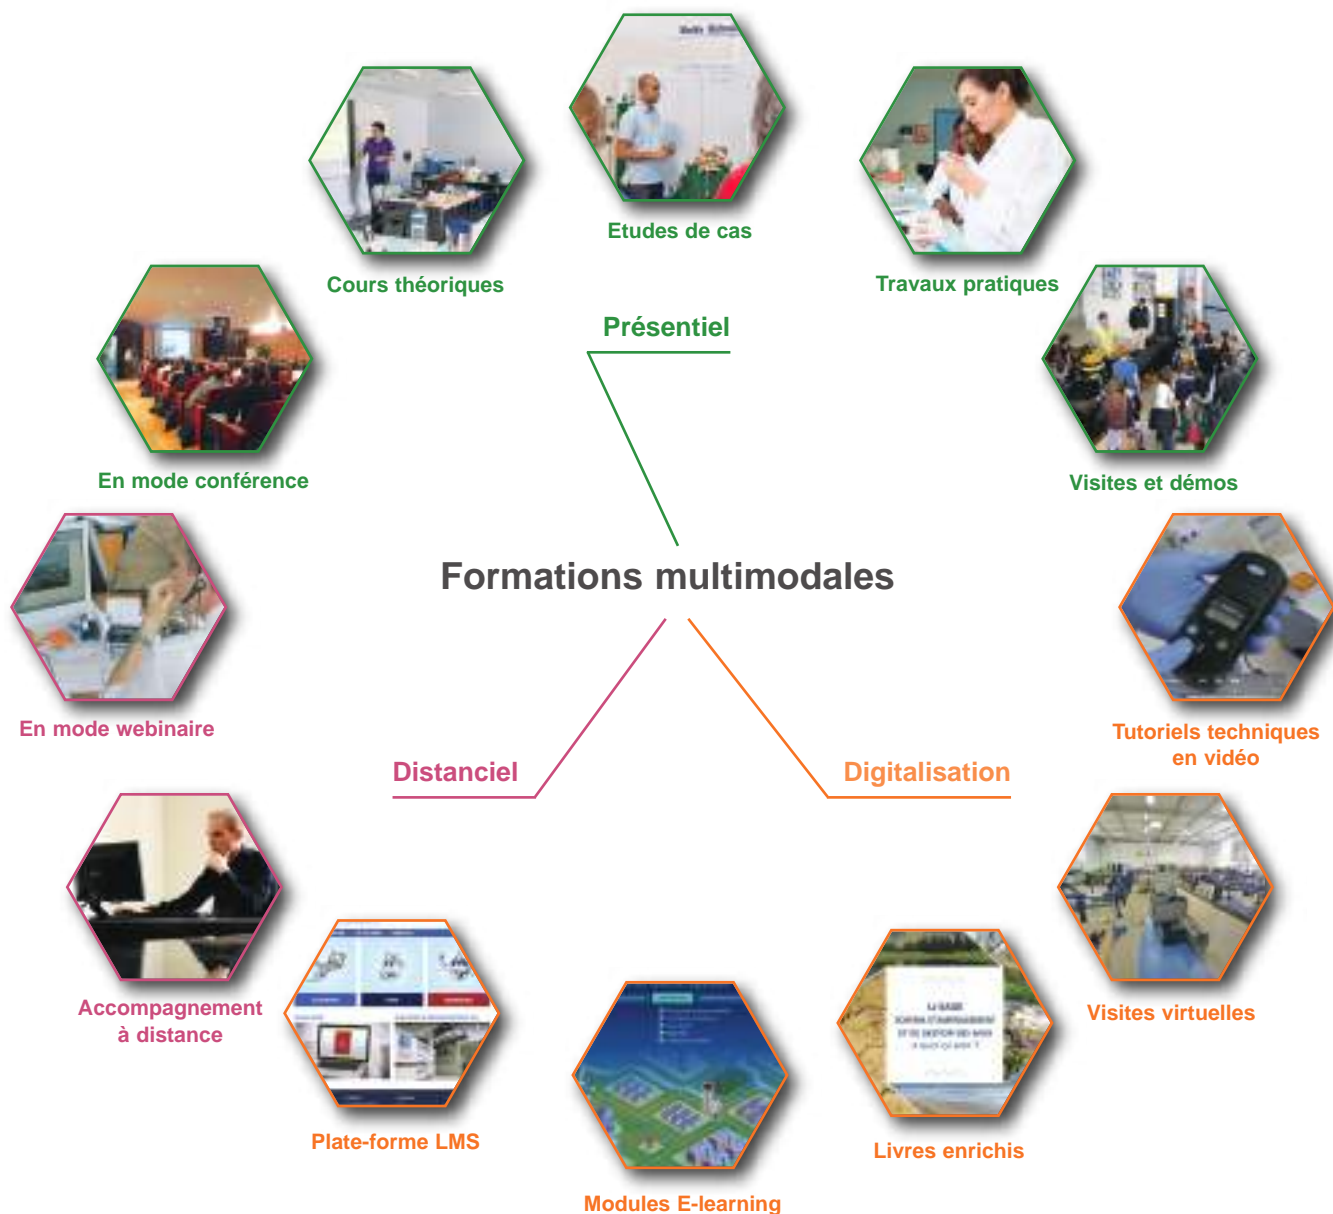 Etudes de cas
Cours théoriques
Travaux pratiques
Présentiel
En mode conférence
Visites et démos
Formations multimodales
En mode webinaire
Tutoriels techniques
en vidéo
Distanciel
Digitalisation
Accompagnement
à distance
Visites virtuelles
Plate-forme LMS
Livres enrichis
Modules E-learning